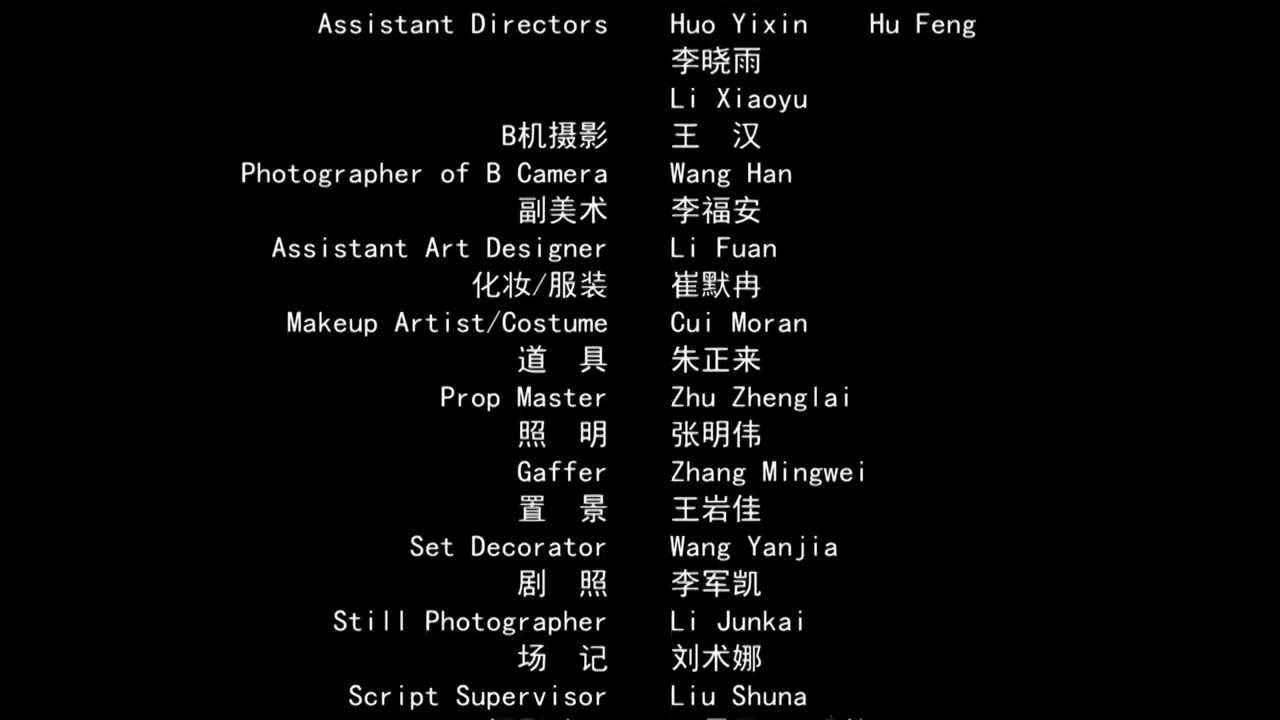 Assistant Directors Huo Yixin Hu Feng
李晓雨
Li Xiaoyu
B机摄影 王 汉
Photographer of B Camera Wang Han
副美术 李福安
Assistant Art Designer Li Fuan
化妆/服装 崔默冉
Makeup Artist/Costume Cui Moran
道 具 朱正来
Prop Master Zhu Zhenglai
照 明 张明伟
Gaffer Zhang Mingwei
置 景 王岩佳
Set Decorator Wang Yanjia
剧 照 李军凯
Still Photographer Li Junkai
场 记 刘术娜
Script Supervisor Liu Shuna